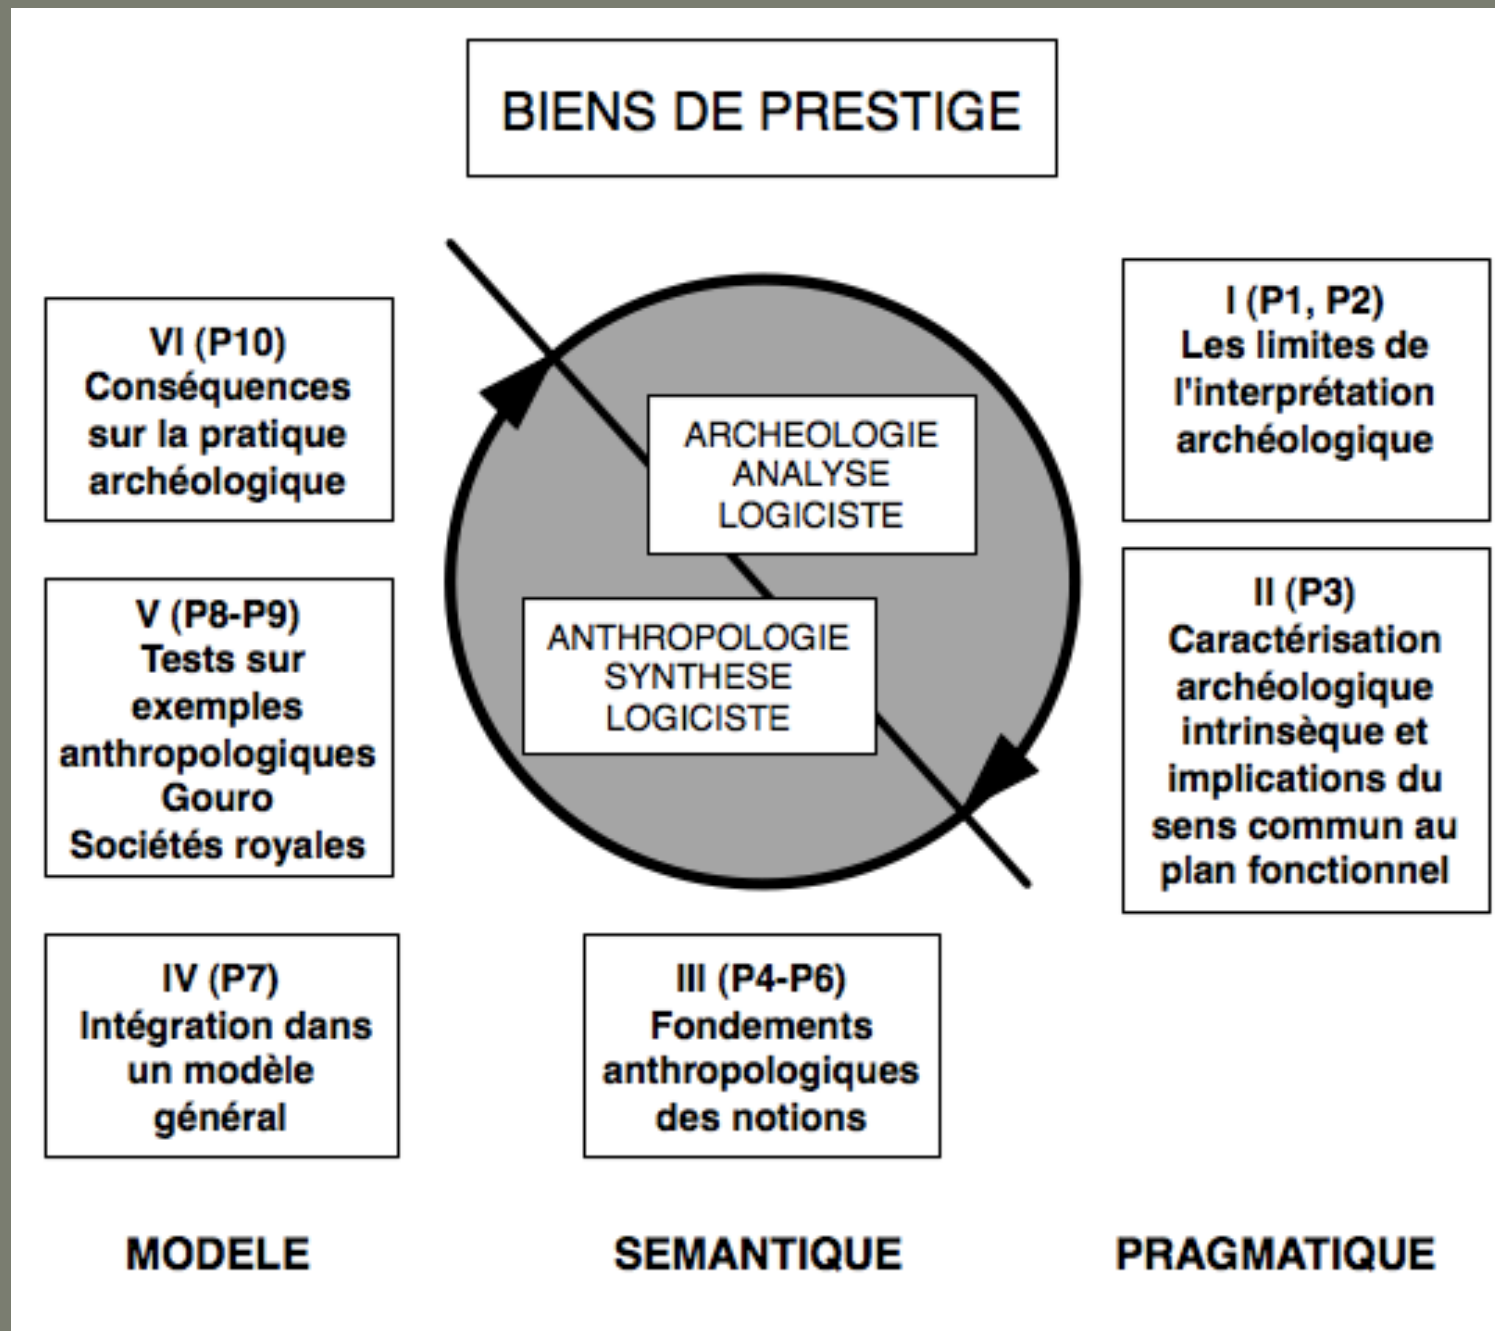 BIENS DE PRESTIGE
VI (P10)
Conséquences
sur la pratique
archéologique
V (P8-P9)
Tests sur
exemples
anthropologiques
Gouro
Sociétés royales
IV (P7)
Intégration dans
un modèle
général
ARCHEOLOGIE
ANALYSE
LOGICISTE
ANTHROPOLOGIE
SYNTHESE
LOGICISTE
III (P4-P6)
Fondements
anthropologiques
des notions
I (P1, P2)
Les limites de
l'interprétation
archéologique
II (P3)
Caractérisation
archéologique
intrinsèque et
implications du
sens commun au
plan fonctionnel
MODELE
SEMANTIQUE
PRAGMATIQUE